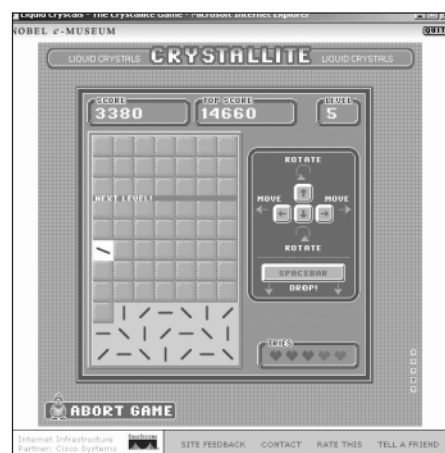 Liquid Crystals - The Crystallite Game - Microsoft Internet Explorer
NOBEL e-MUSEUM
QUIT
LIQUID CRYSTALS CRYSTALLITE LIQUID CRYSTALS
SCORE
3380
TOP SCORE
14660
LEVEL
5
NEXT LEVEL!
ROTATE
MOVE MOVE
ROTATE
SPACEBAR
DROP!
TRIES
ABORT GAME
Internet Infrastructure
Partner: Cisco Systems
SITE FEEDBACK CONTACT RATE THIS TELL A FRIEND